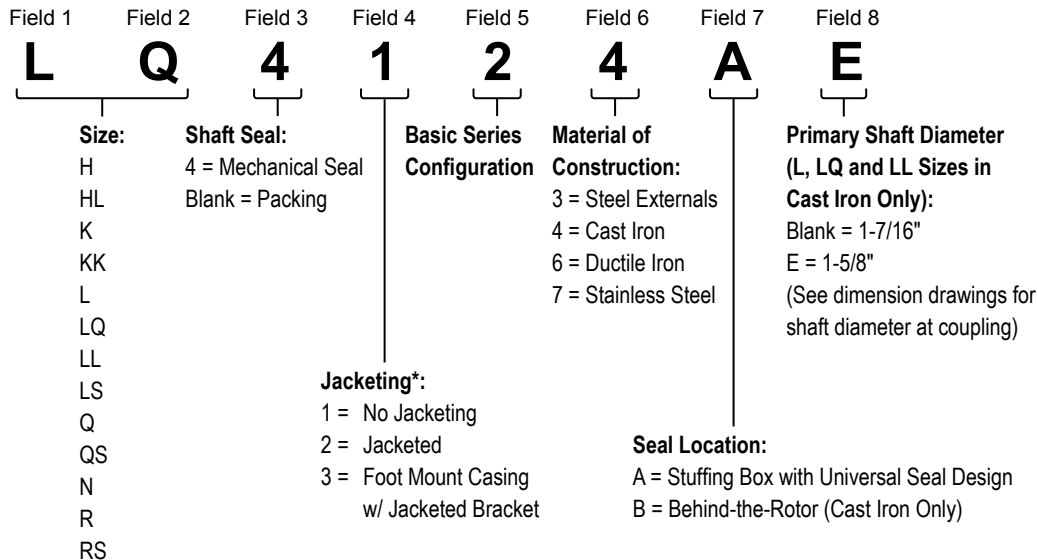 Field 1 Field 2 Field 3 Field 4 Field 5 Field 6 Field 7 Field 8
L Q 4 1 2 4 A E
Size:
H
HL
K
KK
L
LQ
LL
LS
Q
QS
N
R
RS
Shaft Seal:
4 = Mechanical Seal
Blank = Packing
Jacketing*:
1 = No Jacketing
2 = Jacketed
3 = Foot Mount Casing
w/ Jacketed Bracket
Basic Series
Configuration
Material of
Construction:
3 = Steel Externals
4 = Cast Iron
6 = Ductile Iron
7 = Stainless Steel
Seal Location:
A = Stuffing Box with Universal Seal Design
B = Behind-the-Rotor (Cast Iron Only)
Primary Shaft Diameter
(L, LQ and LL Sizes in
Cast Iron Only):
Blank = 1-7/16"
E = 1-5/8"
(See dimension drawings for
shaft diameter at coupling)